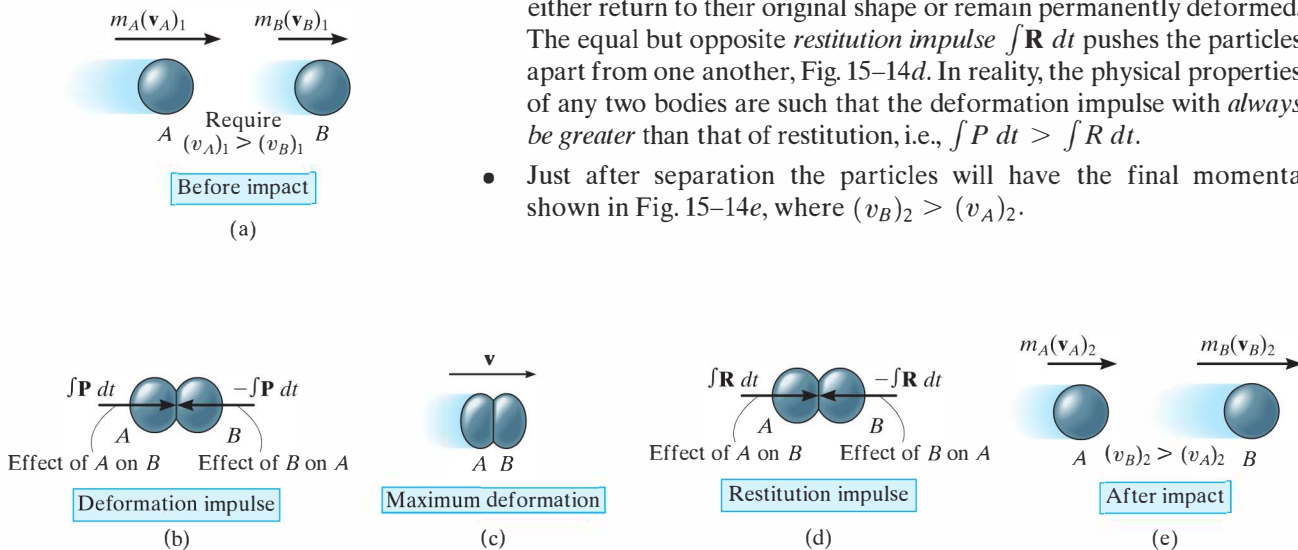 m_A(v_A)_1 m_B(v_B)_1
A B
Require
(v_A)_1 > (v_B)_1
Before impact
(a)
either return to their original shape or remain permanently deformed.
The equal but opposite restitution impulse ∫R dt pushes the particles
apart from one another, Fig. 15–14d. In reality, the physical properties
of any two bodies are such that the deformation impulse with always
be greater than that of restitution, i.e., ∫P dt > ∫R dt.
• Just after separation the particles will have the final momenta
shown in Fig. 15–14e, where (v_B)_2 > (v_A)_2.
∫P dt −∫P dt
A B
Effect of A on B Effect of B on A
Deformation impulse
(b)
v
A B
Maximum deformation
(c)
∫R dt −∫R dt
A B
Effect of A on B Effect of B on A
Restitution impulse
(d)
m_A(v_A)_2 m_B(v_B)_2
A (v_B)_2 > (v_A)_2 B
After impact
(e)